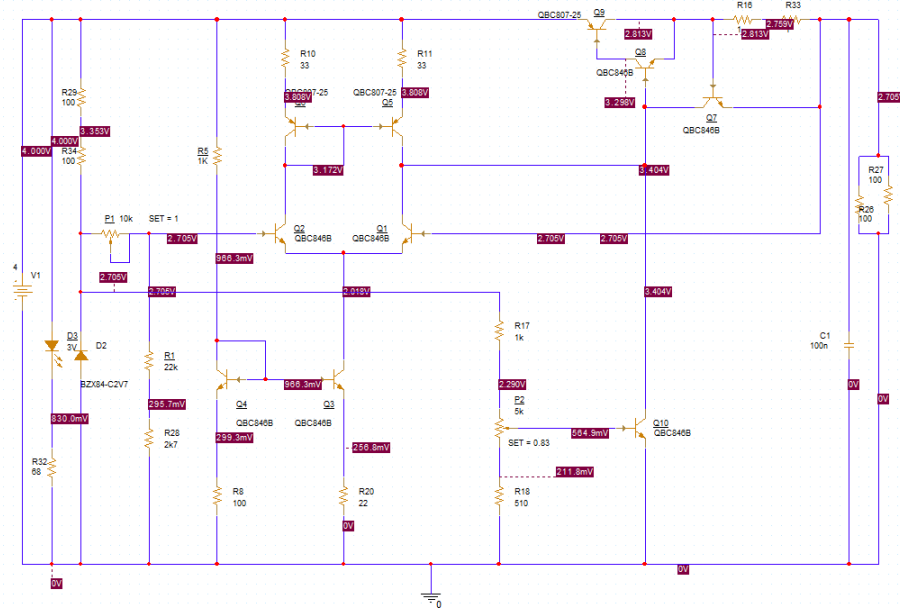 QBC807-25
Q9
R16
R33
2.759V
1
1
2.813V
2.813V
Q8
QBC846B
3.298V
Q7
QBC846B
R10
33
R11
33
QBC807-25
3.808V
QBC807-25
Q5
3.808V
R29
100
3.353V
4.000V
4.000V
R34
100
R5
1K
3.172V
3.404V
2.705V
R27
100
R26
100
P1
10k
SET = 1
2.705V
Q2
QBC846B
Q1
QBC846B
2.705V
2.705V
966.3mV
4
V1
2.705V
2.705V
2.018V
3.404V
D3
3V
D2
BZX84-C2V7
R1
22k
R17
1k
C1
100n
966.3mV
2.290V
0V
0V
830.0mV
295.7mV
Q4
QBC846B
Q3
QBC846B
P2
5k
SET = 0.83
564.9mV
Q10
QBC846B
R28
2k7
299.3mV
256.8mV
211.8mV
R32
68
R8
100
R20
22
R18
510
0V
0V
0V
0